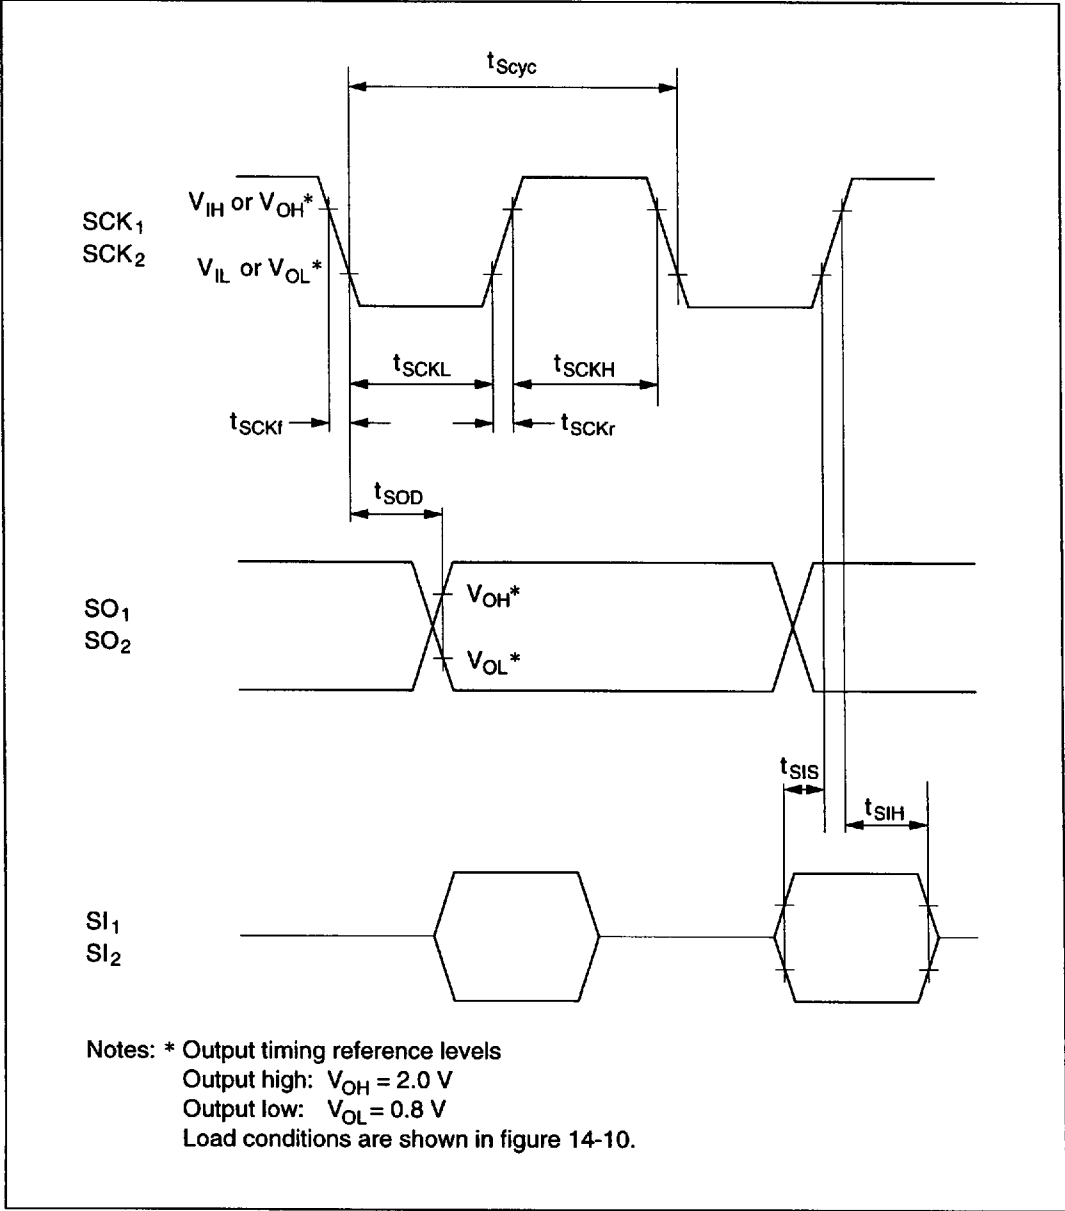 tScyc
VIH or VOH*
SCK1
SCK2
VIL or VOL*
tSCKL
tSCKH
tSCKf
tSCKr
tSOD
VOH*
SO1
SO2
VOL*
tSIS
tSIH
SI1
SI2
Notes: * Output timing reference levels
Output high: VOH = 2.0 V
Output low: VOL = 0.8 V
Load conditions are shown in figure 14-10.